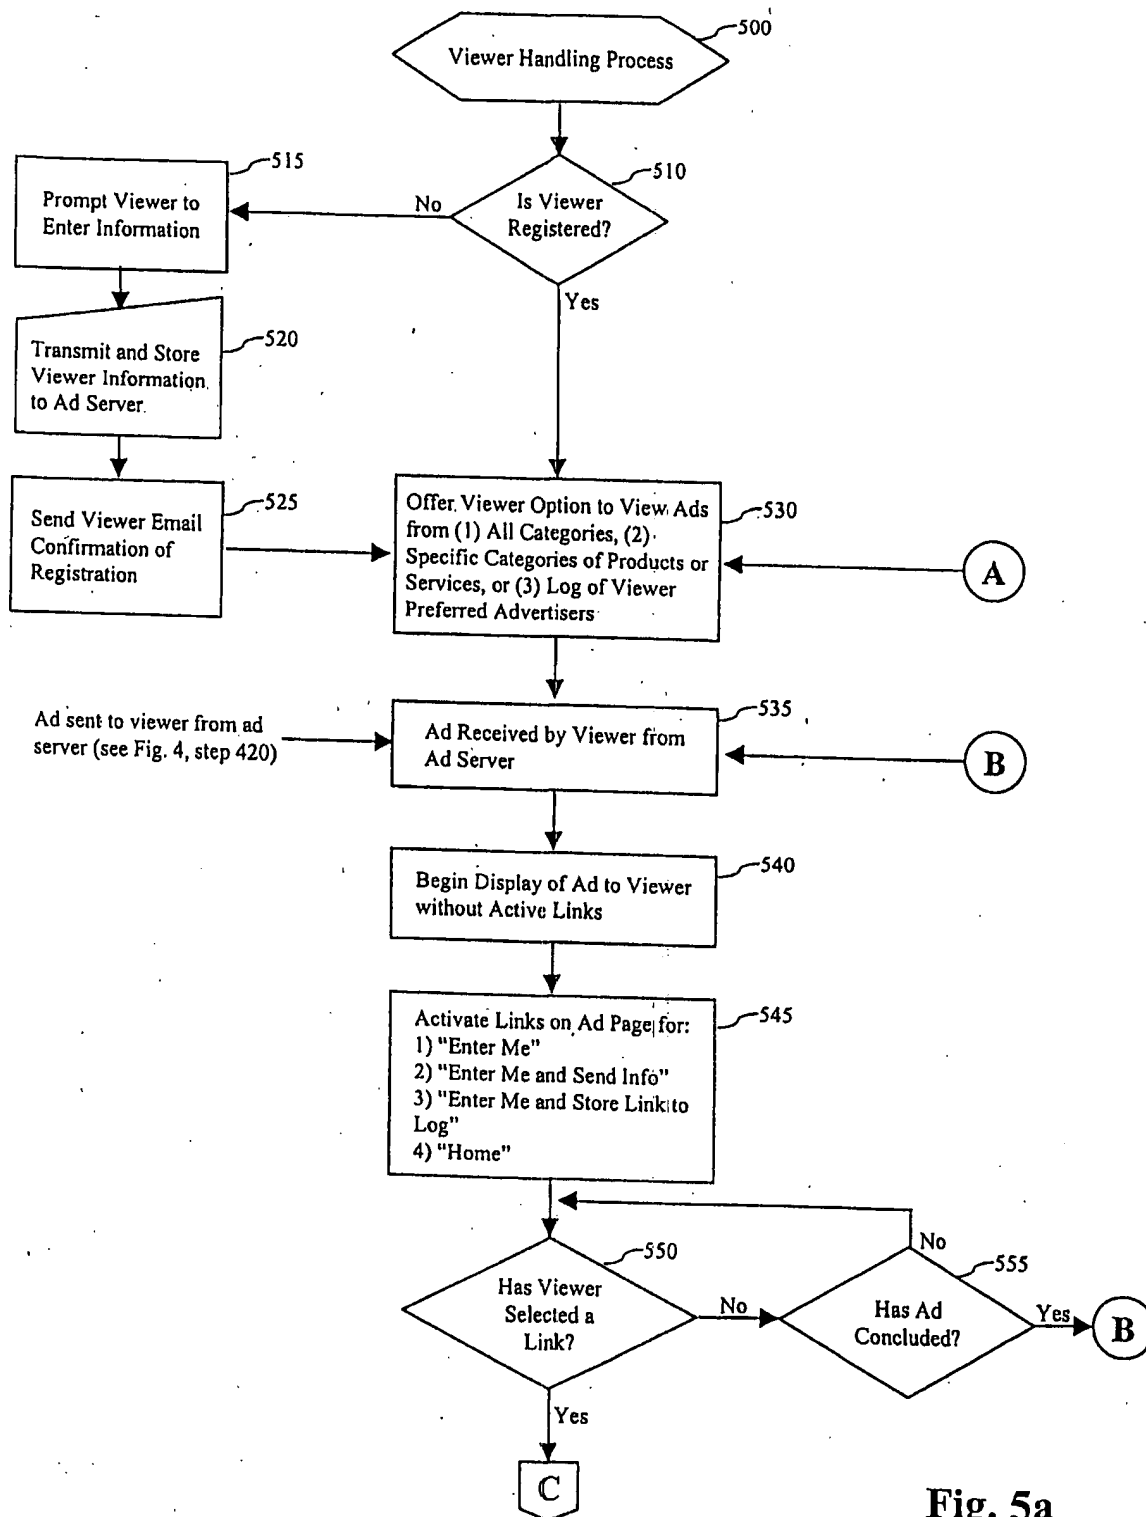 500
Viewer Handling Process
515
510
Prompt Viewer to
Enter Information
No
Is Viewer
Registered?
Yes
520
Transmit and Store
Viewer Information
to Ad Server
525
Send Viewer Email
Confirmation of
Registration
530
Offer Viewer Option to View Ads
from (1) All Categories, (2)
Specific Categories of Products or
Services, or (3) Log of Viewer
Preferred Advertisers
A
535
Ad sent to viewer from ad
server (see Fig. 4, step 420)
Ad Received by Viewer from
Ad Server
B
540
Begin Display of Ad to Viewer
without Active Links
545
Activate Links on Ad Page for:
1) "Enter Me"
2) "Enter Me and Send Info"
3) "Enter Me and Store Link to
Log"
4) "Home"
550
Has Viewer
Selected a
Link?
No
No
555
Has Ad
Concluded?
Yes
B
Yes
C
Fig. 5a